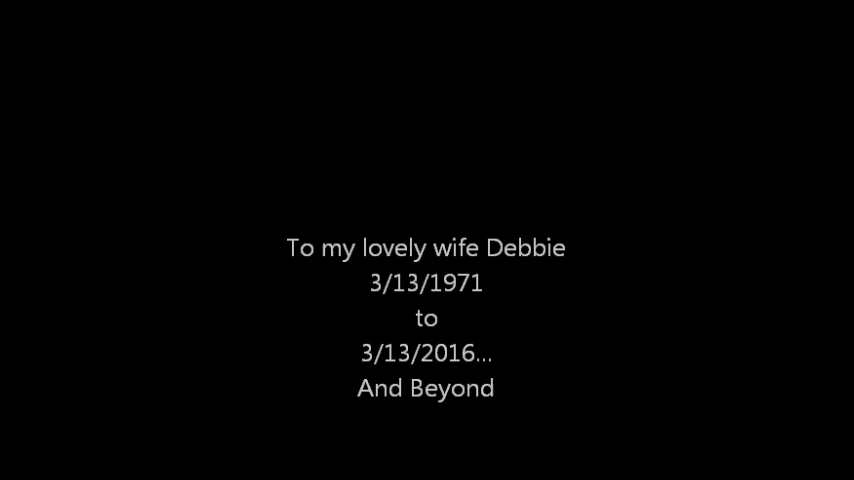 To my lovely wife Debbie
3/13/1971
to
3/13/2016...
And Beyond